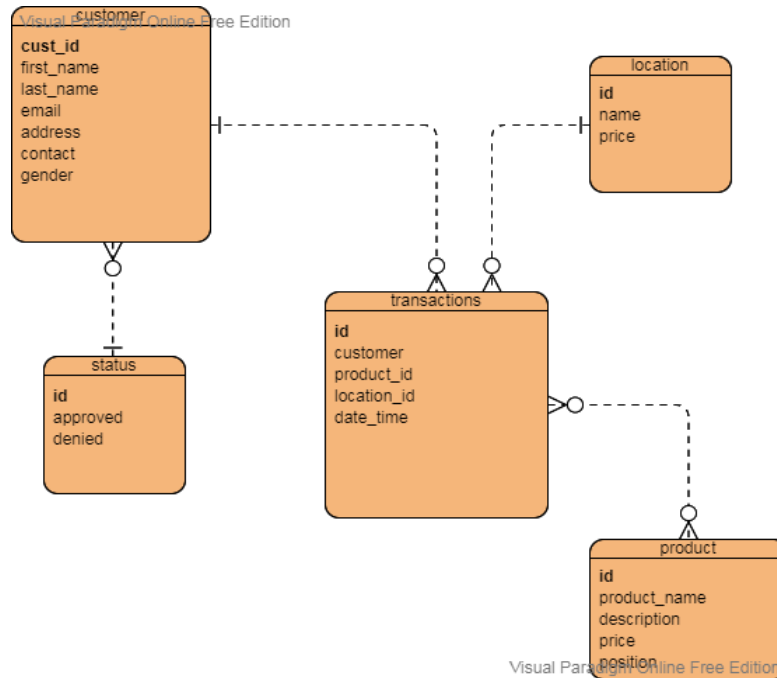 customer
Visual Paradigm Online Free Edition
cust_id
first_name
last_name
email
address
contact
gender
location
id
name
price
transactions
id
customer
product_id
location_id
date_time
status
id
approved
denied
product
id
product_name
description
price
position
Visual Paradigm Online Free Edition